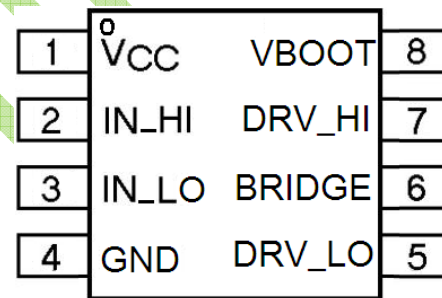 1 VCC VBOOT 8
2 IN_HI DRV_HI 7
3 IN_LO BRIDGE 6
4 GND DRV_LO 5